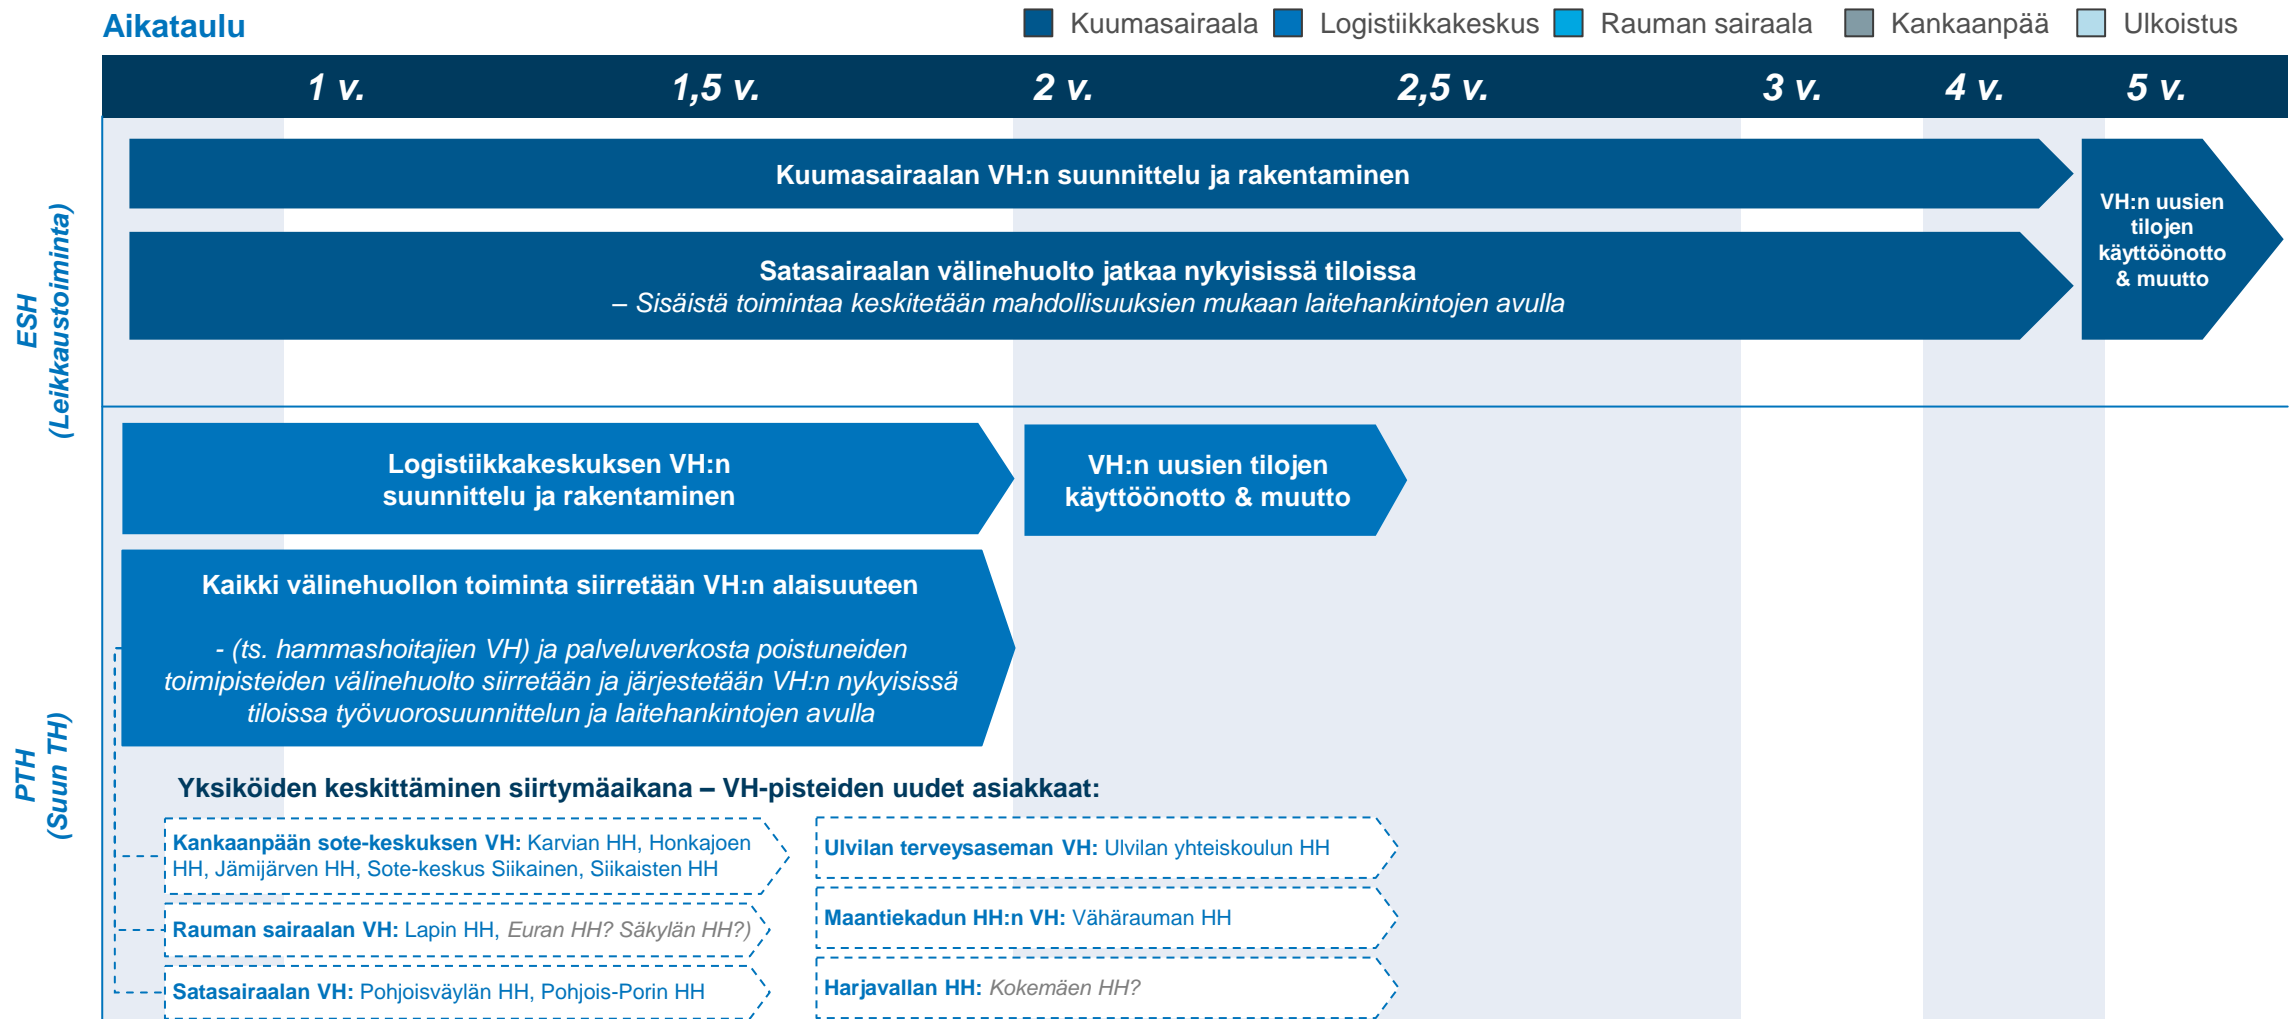 Aikataulu
Kuumasairaala
Logistiikkakeskus
Rauman sairaala
Kankaanpää
Ulkoistus
1 v.
1,5 v.
2 v.
2,5 v.
3 v.
4 v.
5 v.
ESH
(Leikkaustoiminta)
Kuumasairaalan VH:n suunnittelu ja rakentaminen
Satasairaalan välinehuolto jatkaa nykyisissä tiloissa
– Sisäistä toimintaa keskitetään mahdollisuuksien mukaan laitehankintojen avulla
VH:n uusien
tilojen
käyttöönotto
& muutto
PTH
(Suun TH)
Logistiikkakeskuksen VH:n
suunnittelu ja rakentaminen
VH:n uusien tilojen
käyttöönotto & muutto
Kaikki välinehuollon toiminta siirretään VH:n alaisuuteen
- (ts. hammashoitajien VH) ja palveluverkosta poistuneiden
toimipisteiden välinehuolto siirretään ja järjestetään VH:n nykyisissä
tiloissa työvuorosuunnittelun ja laitehankintojen avulla
Yksiköiden keskittäminen siirtymäaikana – VH-pisteiden uudet asiakkaat:
Kankaanpään sote-keskuksen VH: Karvian HH, Honkajoen
HH, Jämijärven HH, Sote-keskus Siikainen, Siikaisten HH
Rauman sairaalan VH: Lapin HH, Euran HH? Säkylän HH?)
Satasairaalan VH: Pohjoisväylän HH, Pohjois-Porin HH
Ulvilan terveysaseman VH: Ulvilan yhteiskoulun HH
Maantiekadun HH:n VH: Vähärauman HH
Harjavallan HH: Kokemäen HH?